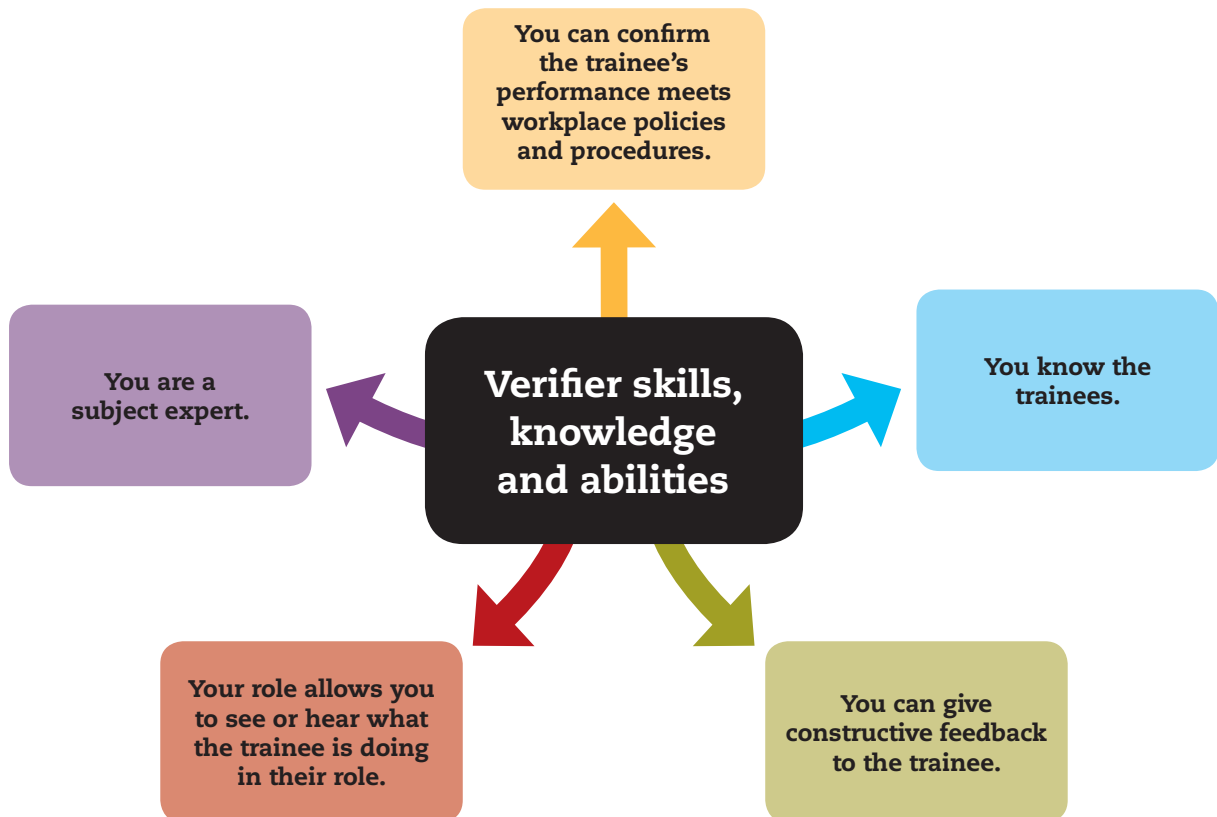 You can confirm
the trainee’s
performance meets
workplace policies
and procedures.
You are a
subject expert.
Verifier skills,
knowledge
and abilities
You know the
trainees.
Your role allows you
to see or hear what
the trainee is doing
in their role.
You can give
constructive feedback
to the trainee.